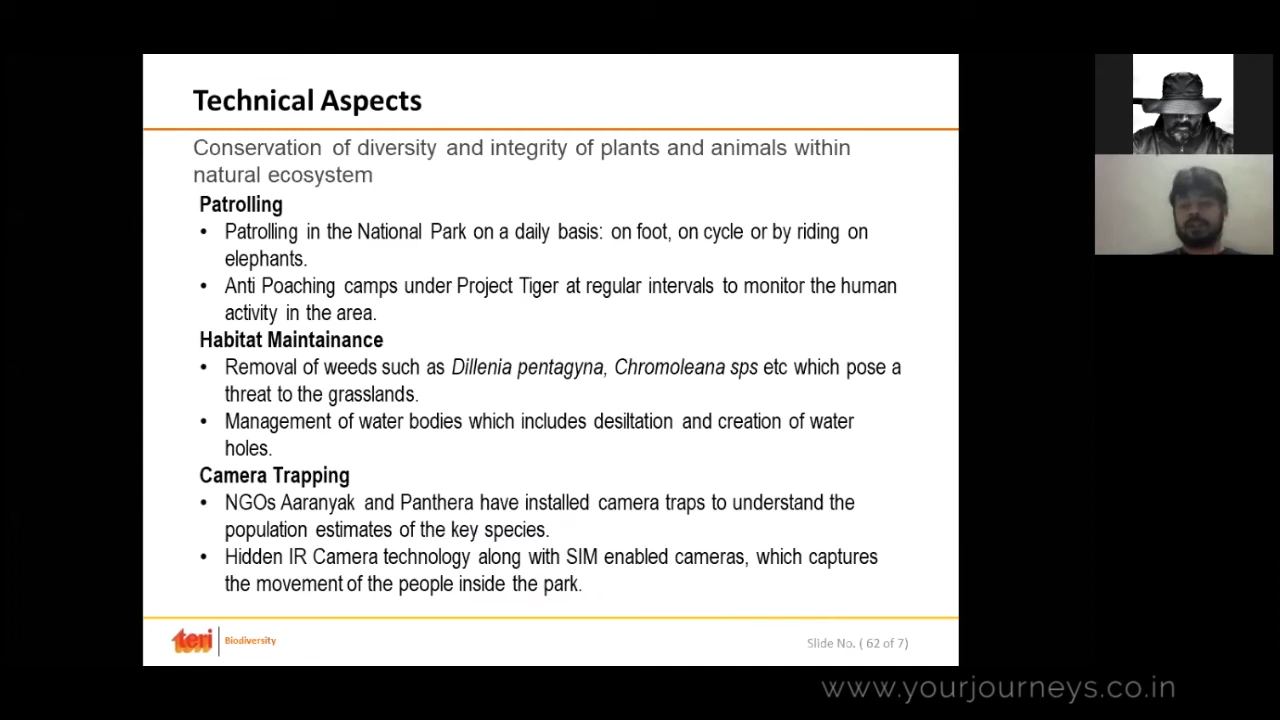 Technical Aspects
Conservation of diversity and integrity of plants and animals within
natural ecosystem
Patrolling
• Patrolling in the National Park on a daily basis: on foot, on cycle or by riding on
elephants.
• Anti Poaching camps under Project Tiger at regular intervals to monitor the human
activity in the area.
Habitat Maintainance
• Removal of weeds such as Dillenia pentagyna, Chromoleana sps etc which pose a
threat to the grasslands.
• Management of water bodies which includes desiltation and creation of water
holes.
Camera Trapping
• NGOs Aaranyak and Panthera have installed camera traps to understand the
population estimates of the key species.
• Hidden IR Camera technology along with SIM enabled cameras, which captures
the movement of the people inside the park.
teri Biodiversity
Slide No. ( 62 of 7)
www.yourjourneys.co.in